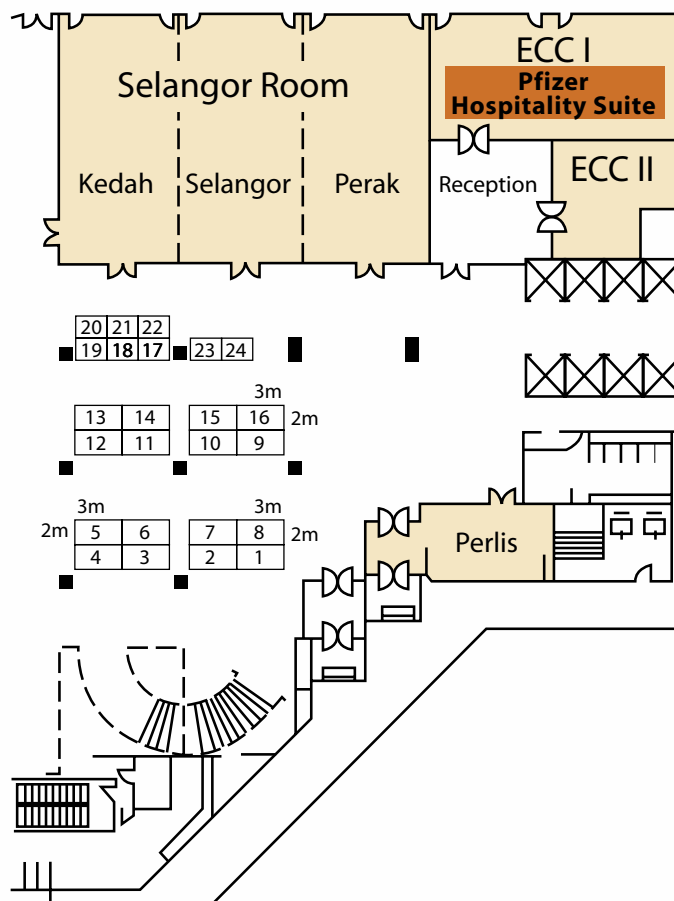 ECC I
Pfizer
Hospitality Suite
Selangor Room
Kedah
Selangor
Perak
Reception
ECC II
20 21 22
19 18 17
23 24
3m
13 14
15 16
2m
12 11
10 9
3m
3m
2m
5 6
7 8
2m
4 3
2 1
Perlis